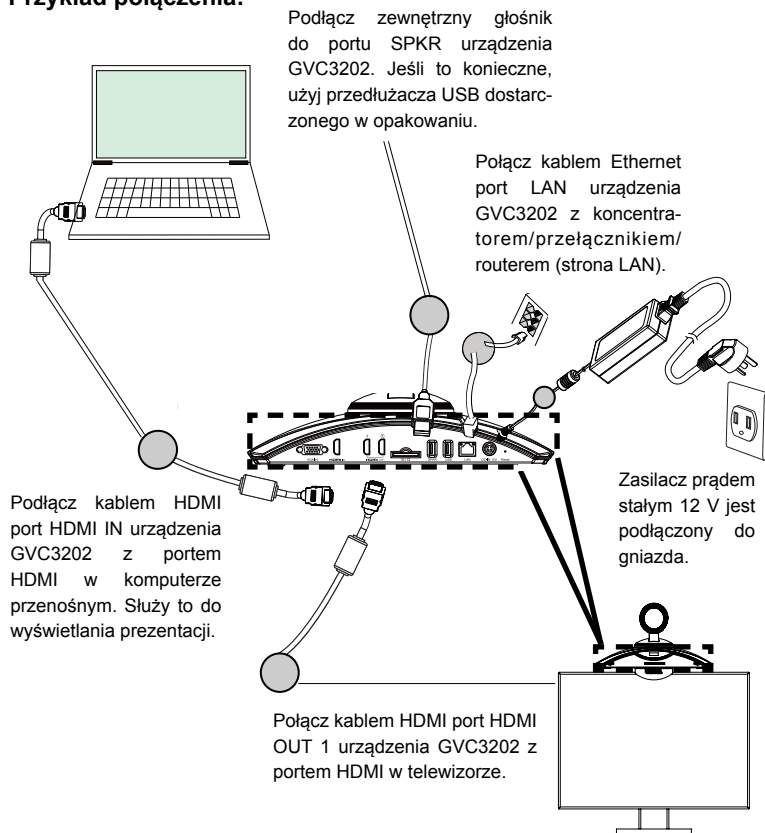 Przykład połączenia:
Podłącz zewnętrzny głośnik
do portu SPKR urządzenia
GVC3202. Jeśli to konieczne,
użyj przedłużacza USB dostarc-
zonego w opakowaniu.
Połącz kablem Ethernet
port LAN urządzenia
GVC3202 z koncentra-
torem/przełącznikiem/
routerem (strona LAN).
Zasilacz prądem
stałym 12 V jest
podłączony do
gniazda.
Podłącz kablem HDMI
port HDMI IN urządzenia
GVC3202 z portem
HDMI w komputerze
przenośnym. Służy to do
wyświetlania prezentacji.
Połącz kablem HDMI port HDMI
OUT 1 urządzenia GVC3202 z
portem HDMI w telewizorze.